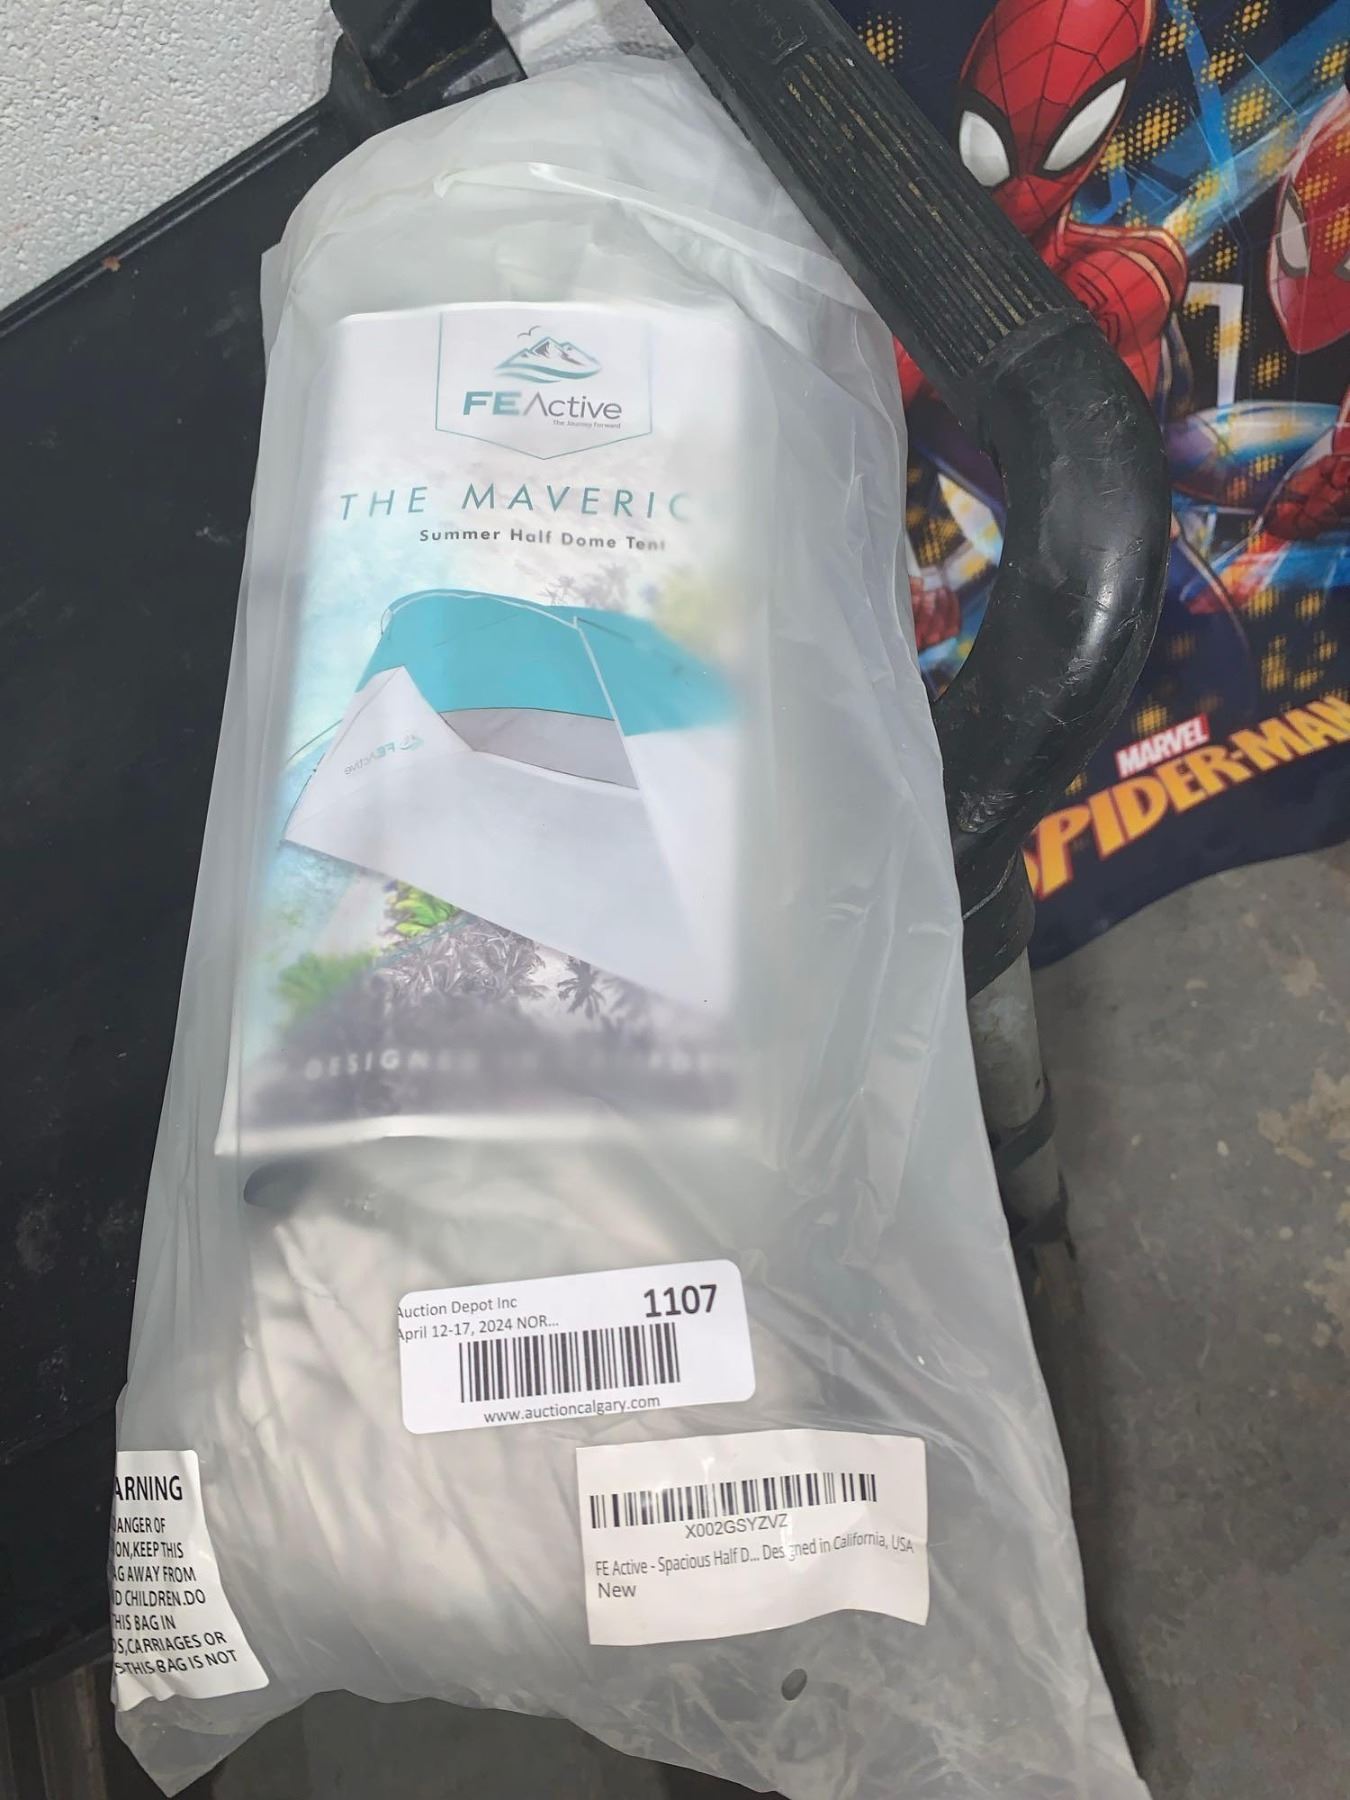 FEActive
The Journey Forward
THE MAVERIC
Summer Half Dome Tent
FEActive
DESIGN
Auction Depot Inc
1107
April 12-17, 2024 NOR...
www.auctioncalgary.com
X002GSYZVZ
FE Active - Spacious Half D... Designed in California, USA
New
ARNING
DANGER OF
ON,KEEP THIS
AG AWAY FROM
ND CHILDREN.DO
THIS BAG IN
S,CARRIAGES OR
S.THIS BAG IS NOT
MARVEL
SPIDER-MAN